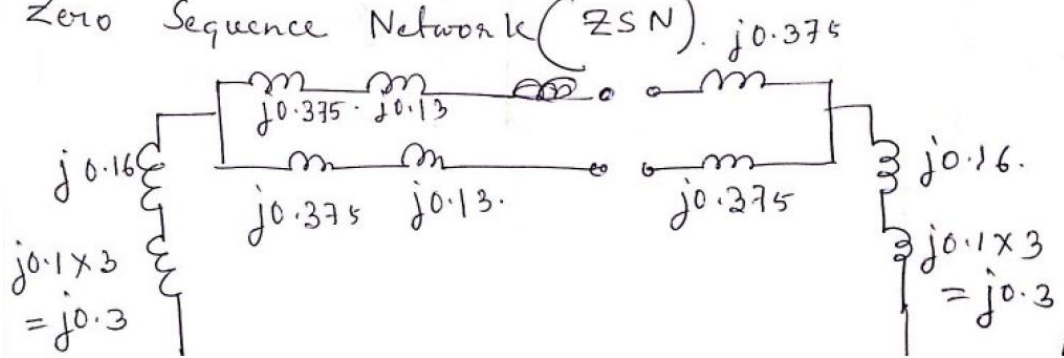 Zero Sequence Network (ZSN).
j0.375
j0.375 j0.13
j0.16
j0.16.
j0.375 j0.13.
j0.275
j0.1×3
= j0.3
j0.1×3
= j0.3